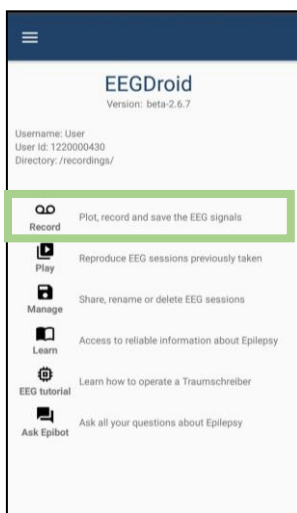 EEGDroid
Version: beta-2.6.7
Username: User
User Id: 1220000430
Directory: /recordings/
Record Plot, record and save the EEG signals
Play Reproduce EEG sessions previously taken
Manage Share, rename or delete EEG sessions
Learn Access to reliable information about Epilepsy
EEG tutorial Learn how to operate a Traumschreiber
Ask Epibot Ask all your questions about Epilepsy